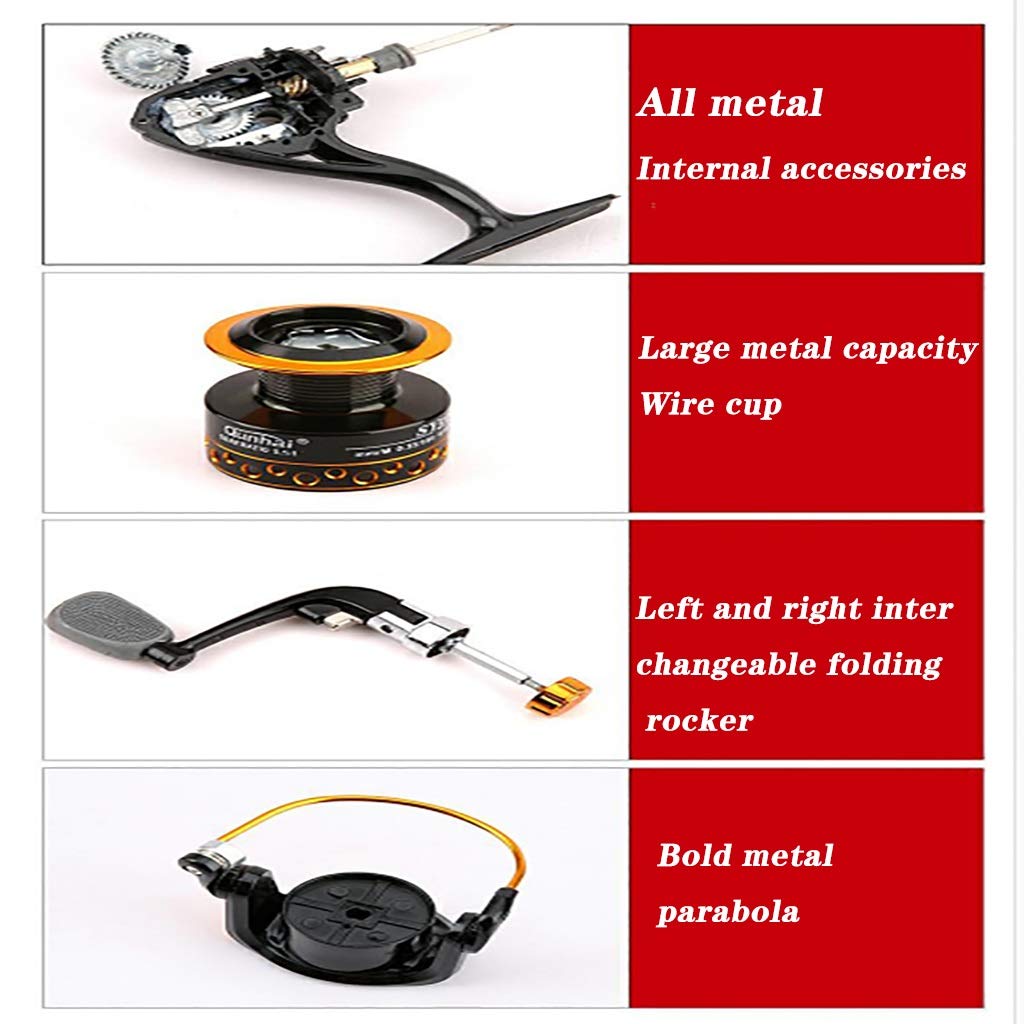 All metal
Internal accessories
Large metal capacity
Wire cup
Left and right inter
changeable folding
rocker
Bold metal
parabola